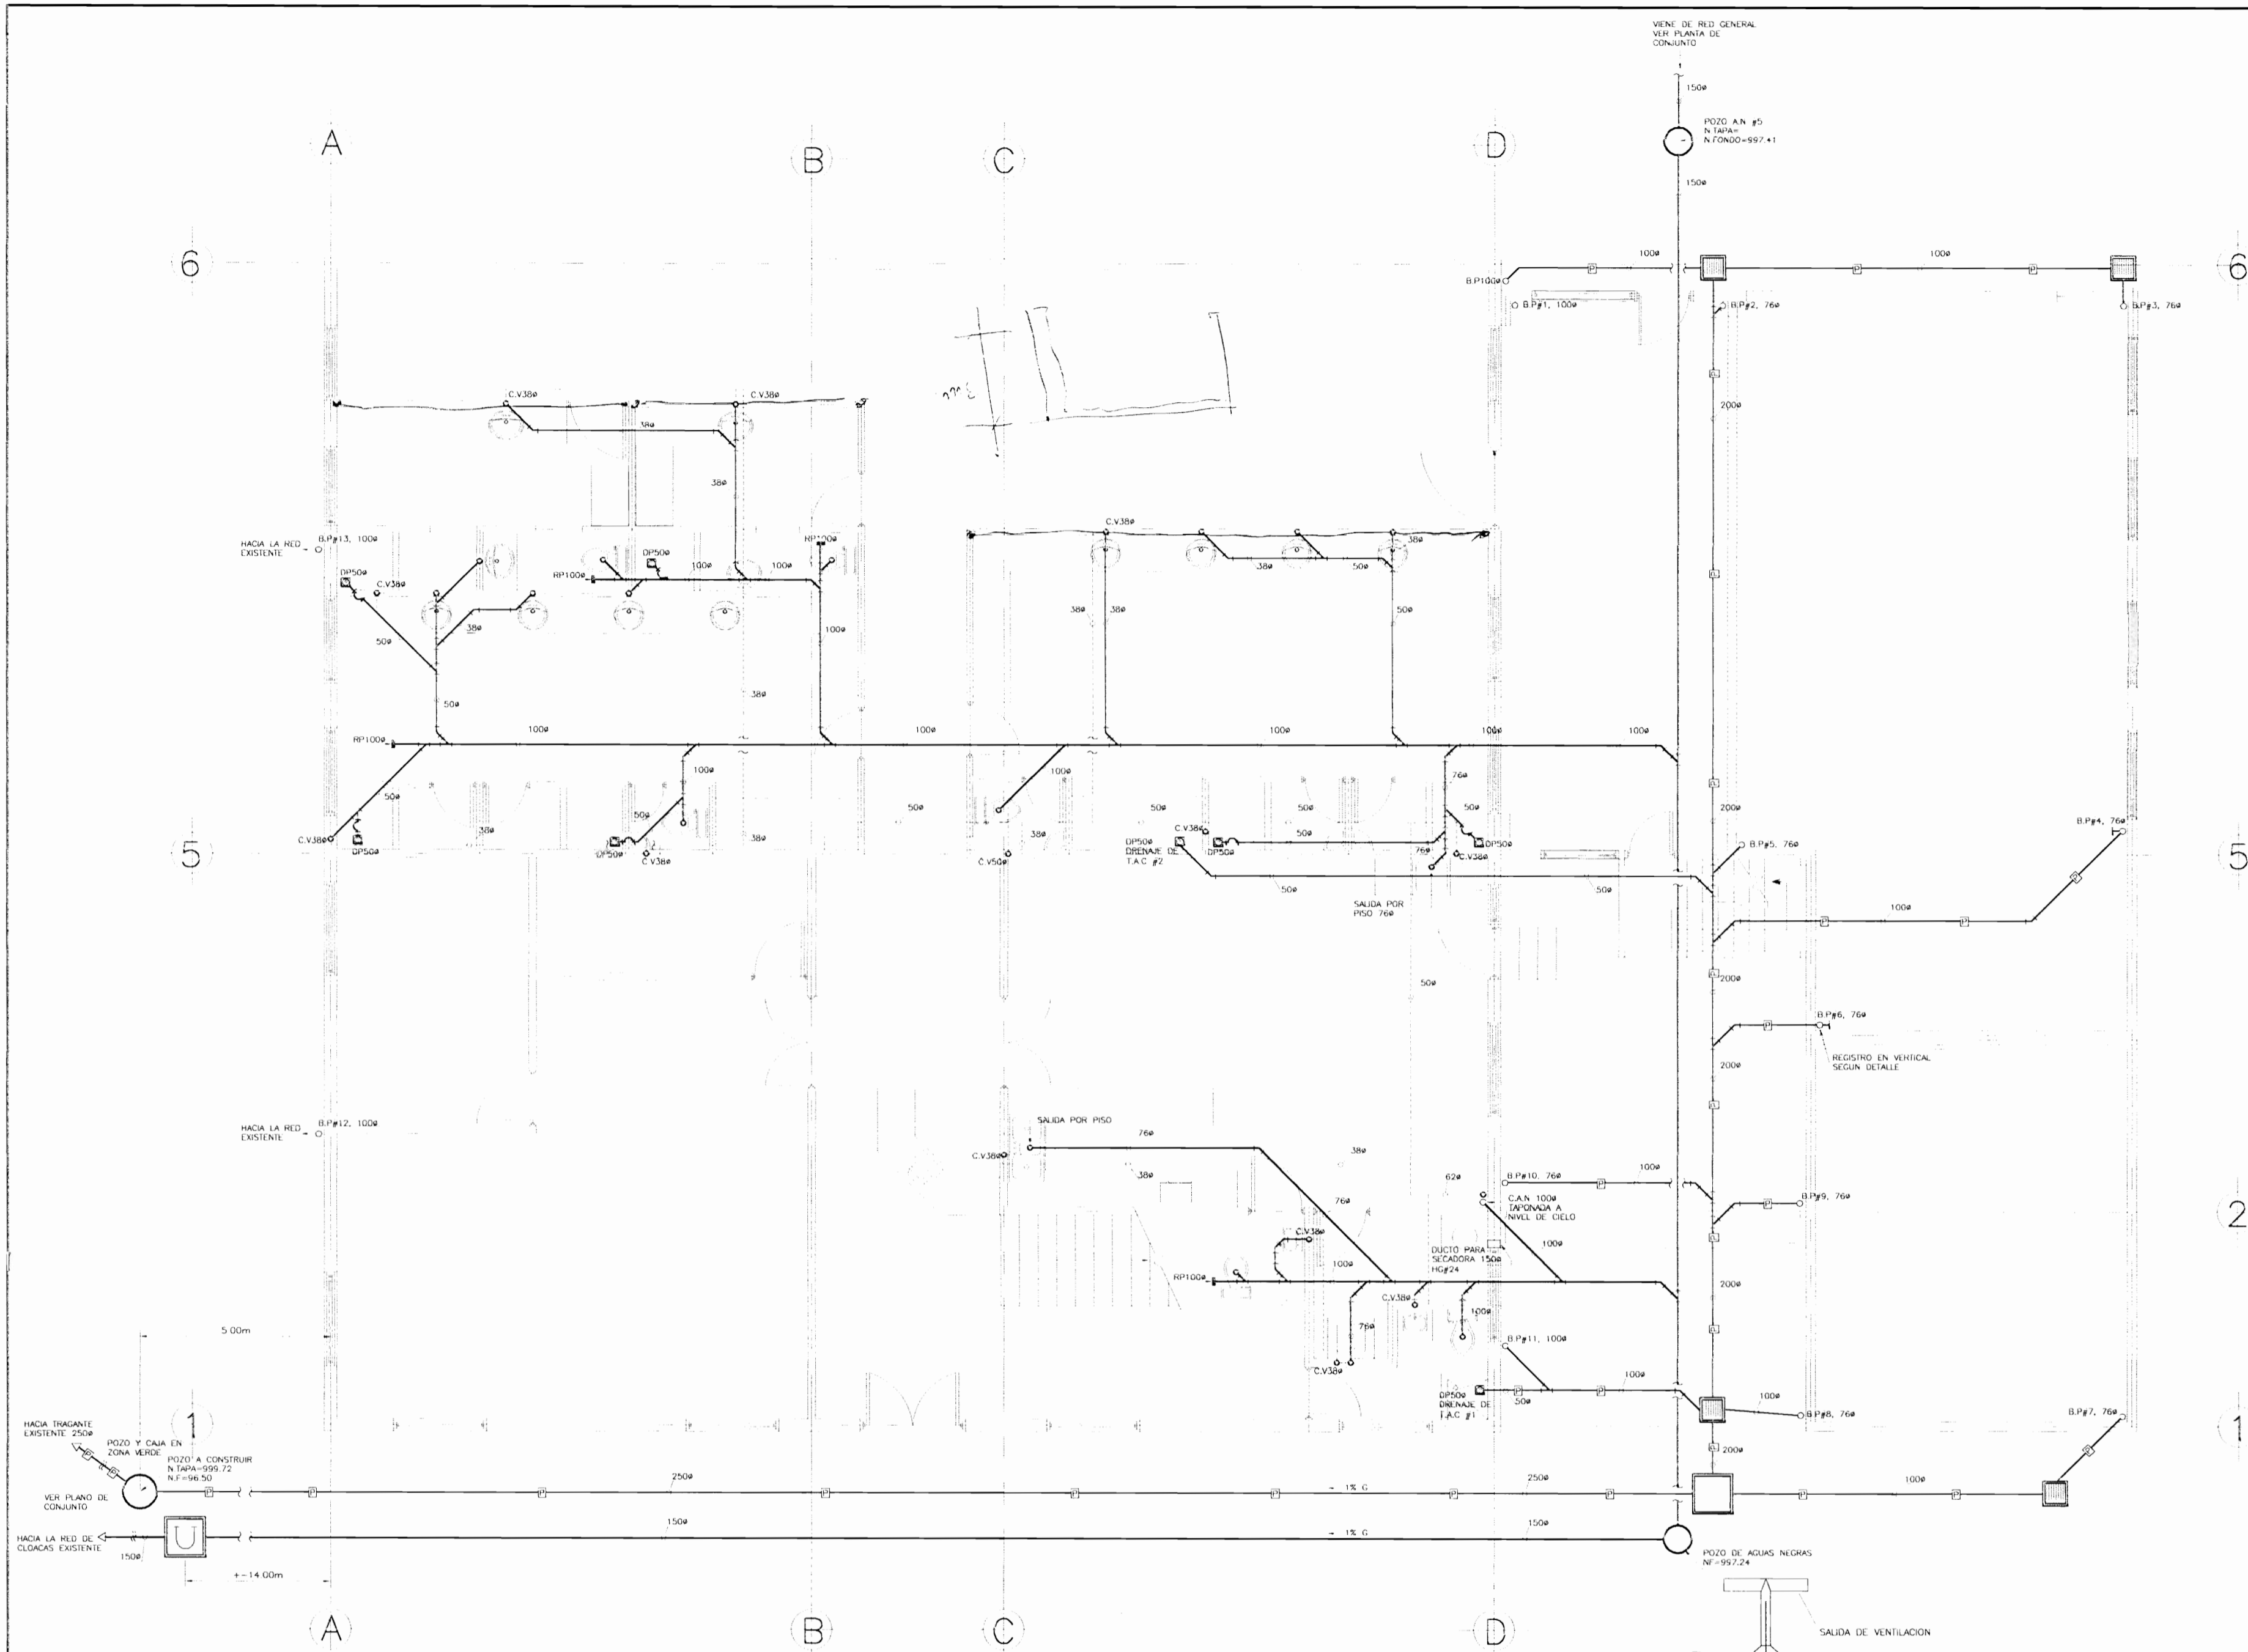 VIENE DE RED GENERAL
VER PLANTA DE
CONJUNTO
150ø
POZO A.N #5
N.TAPA=
N.FONDO=997.41
150ø
A
B
C
D
6
6
100ø
100ø
B.P100ø
B.P#1, 100ø
B.P#2, 76ø
B.P#3, 76ø
C.V38ø
C.V38ø
38ø
200ø
38ø
C.V38ø
38ø
HACIA LA RED
EXISTENTE
B.P#13, 100ø
DP50ø
RP100ø
DP50ø
C.V38ø
RP100ø
100ø
100ø
38ø
50ø
38ø
38ø
38ø
50ø
38ø
100ø
50ø
38ø
50ø
RP100ø
100ø
100ø
100ø
100ø
100ø
100ø
100ø
76ø
50ø
50ø
50ø
50ø
50ø
50ø
200ø
38ø
38ø
38ø
C.V38ø
DP50ø
DP50ø
C.V38ø
C.V50ø
C.V38ø
DP50ø
DRENAJE DE
T.A.C #2
DP50ø
50ø
76ø
C.V38ø
DP50ø
B.P#4, 76ø
B.P#5, 76ø
5
5
50ø
50ø
SALIDA POR
PISO 76ø
100ø
50ø
200ø
B.P#6, 76ø
REGISTRO EN VERTICAL
SEGUN DETALLE
200ø
HACIA LA RED
EXISTENTE
B.P#12, 100ø
SALIDA POR PISO
76ø
C.V38ø
38ø
38ø
76ø
62ø
B.P#10, 76ø
100ø
B.P#9, 76ø
C.A.N 100ø
TAPONADA A
NIVEL DE CIELO
2
C.V38ø
DUCTO PARA
SECADORA 150ø
HG#24
100ø
100ø
RP100ø
200ø
C.V38ø
100ø
76ø
B.P#11, 100ø
5.00m
C.V38ø
DP50ø
DRENAJE DE
T.A.C #1
50ø
100ø
100ø
B.P#8, 76ø
B.P#7, 76ø
1
1
HACIA TRAGANTE
EXISTENTE 250ø
POZO Y CAJA EN
ZONA VERDE
POZO A CONSTRUIR
N.TAPA=999.72
N.F=96.50
200ø
VER PLANO DE
CONJUNTO
250ø
1% G
250ø
100ø
HACIA LA RED DE
CLOACAS EXISTENTE
U
150ø
150ø
1% G
150ø
POZO DE AGUAS NEGRAS
NF=997.24
+-14.00m
A
B
C
D
SALIDA DE VENTILACION